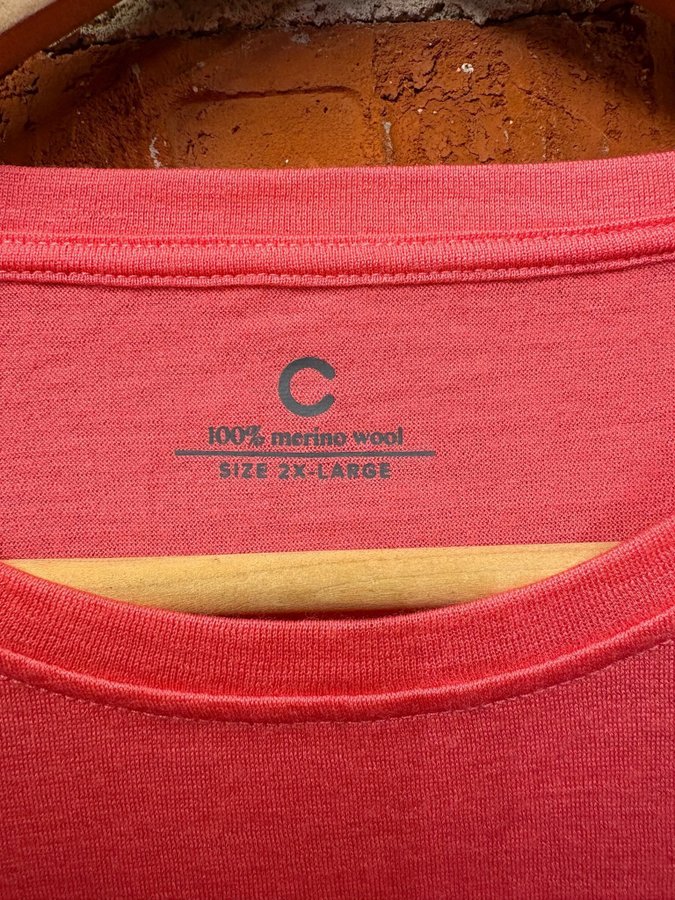 C
100% merino wool
SIZE 2X-LARGE